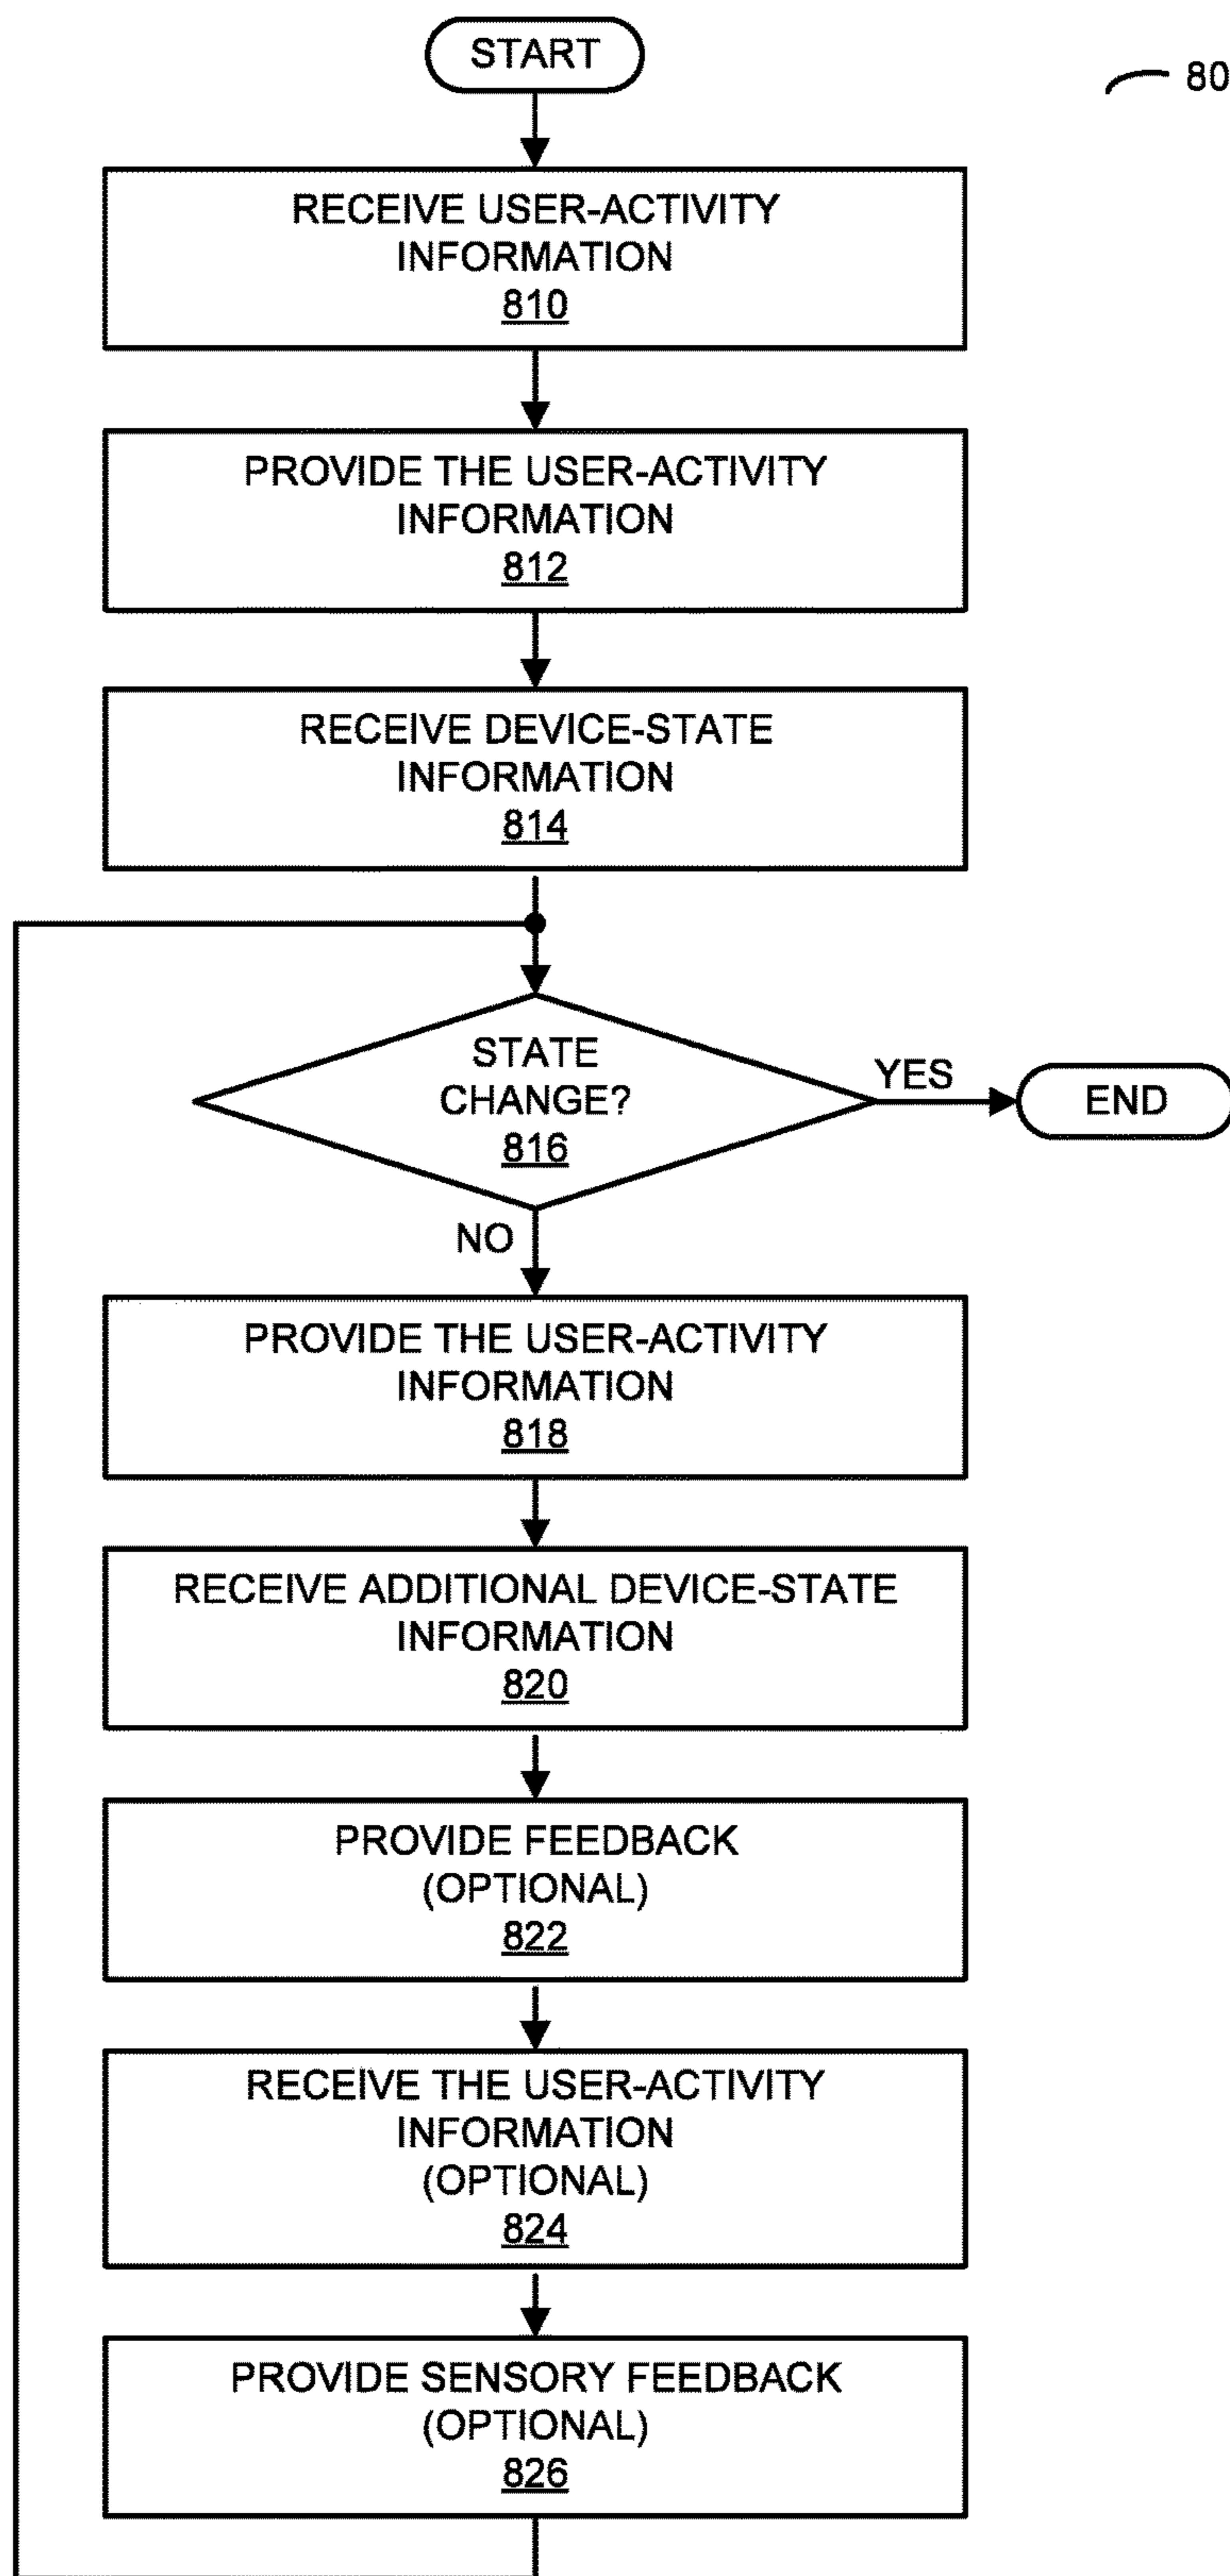 START
80
RECEIVE USER-ACTIVITY
INFORMATION
810
PROVIDE THE USER-ACTIVITY
INFORMATION
812
RECEIVE DEVICE-STATE
INFORMATION
814
STATE
CHANGE?
816
YES
END
NO
PROVIDE THE USER-ACTIVITY
INFORMATION
818
RECEIVE ADDITIONAL DEVICE-STATE
INFORMATION
820
PROVIDE FEEDBACK
(OPTIONAL)
822
RECEIVE THE USER-ACTIVITY
INFORMATION
(OPTIONAL)
824
PROVIDE SENSORY FEEDBACK
(OPTIONAL)
826